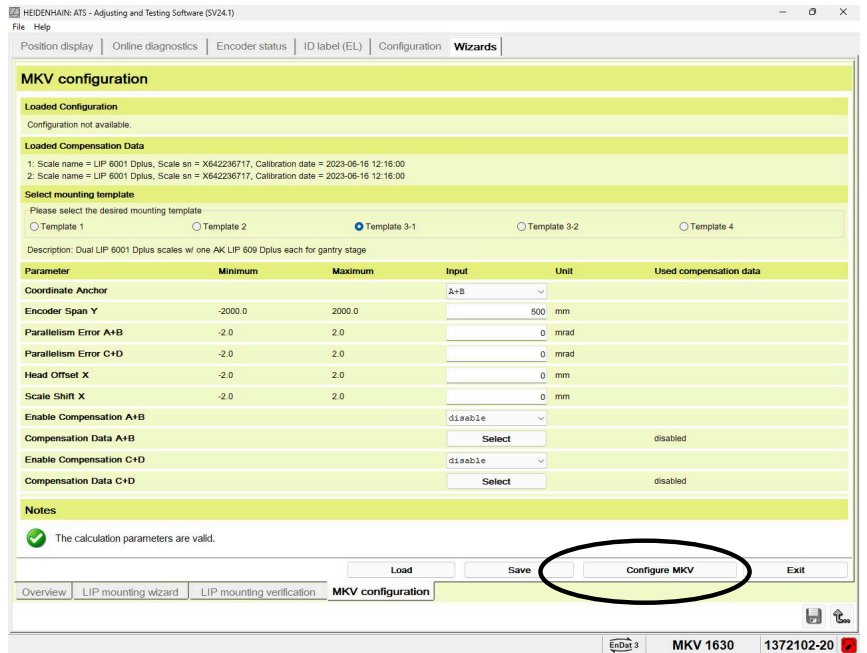 HEIDENHAIN: ATS - Adjusting and Testing Software (SV24.1)
File Help
Position display Online diagnostics Encoder status ID label (EL) Configuration Wizards
MKV configuration
Loaded Configuration
Configuration not available.
Loaded Compensation Data
1: Scale name = LIP 6001 Dplus, Scale sn = X642236717, Calibration date = 2023-06-16 12:16:00
2: Scale name = LIP 6001 Dplus, Scale sn = X642236717, Calibration date = 2023-06-16 12:16:00
Select mounting template
Please select the desired mounting template
Template 1 Template 2 Template 3-1 Template 3-2 Template 4
Description: Dual LIP 6001 Dplus scales w/ one AK LIP 609 Dplus each for gantry stage
Parameter Minimum Maximum Input Unit Used compensation data
Coordinate Anchor A+B
Encoder Span Y -2000.0 2000.0 500 mm
Parallelism Error A+B -2.0 2.0 0 mrad
Parallelism Error C+D -2.0 2.0 0 mrad
Head Offset X -2.0 2.0 0 mm
Scale Shift X -2.0 2.0 0 mm
Enable Compensation A+B disable
Compensation Data A+B Select disabled
Enable Compensation C+D disable
Compensation Data C+D Select disabled
Notes
The calculation parameters are valid.
Load Save Configure MKV Exit
Overview LIP mounting wizard LIP mounting verification MKV configuration
EnDat 3 MKV 1630 1372102-20